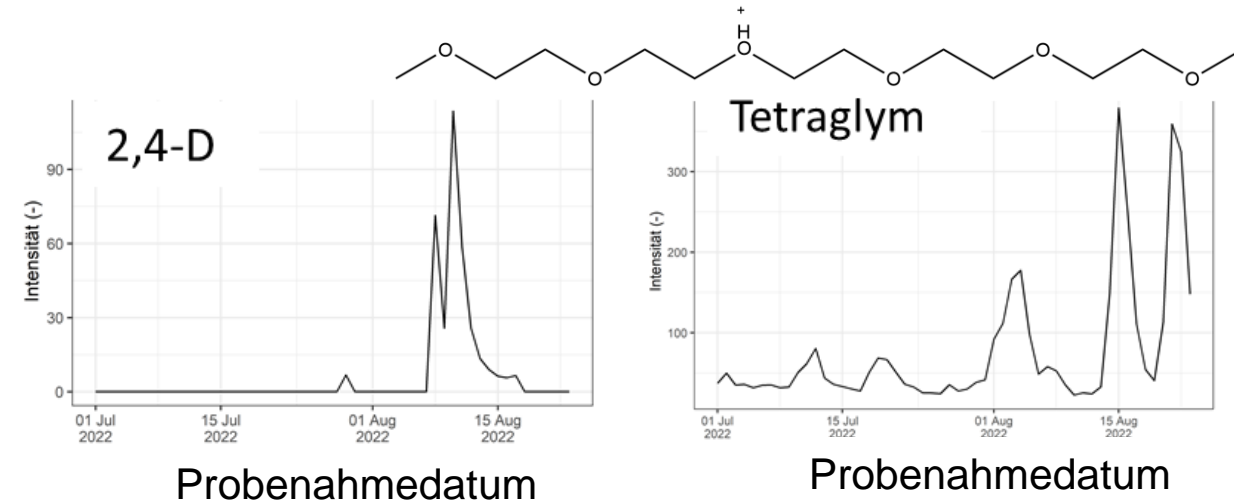 +
H
O O O O O O
2,4-D
Intensität (-)
90
60
30
0
01 Jul 15 Jul 01 Aug 15 Aug
2022 2022 2022 2022
Probenahmedatum
Tetraglym
Intensität (-)
300
200
100
01 Jul 15 Jul 01 Aug 15 Aug
2022 2022 2022 2022
Probenahmedatum